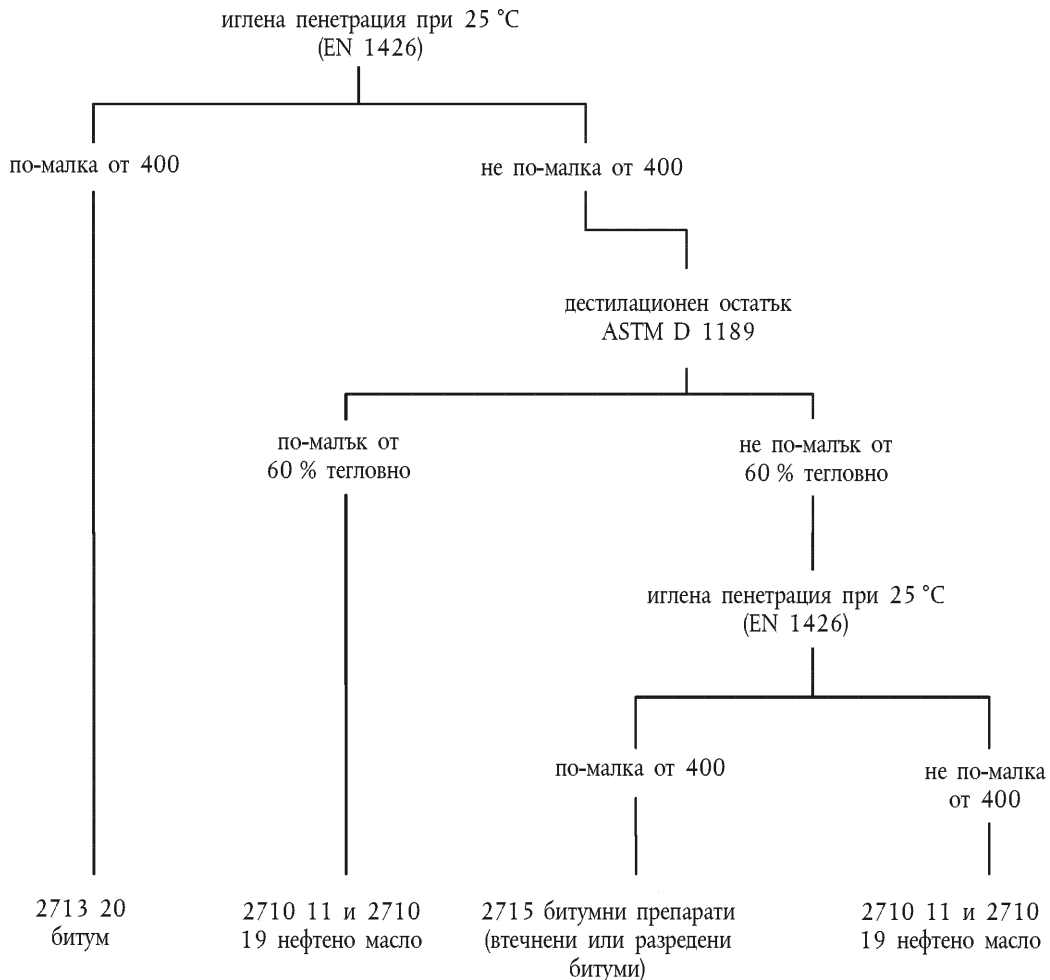 иглена пенетрация при 25 °C
(EN 1426)
по-малка от 400
не по-малка от 400
дестилационен остатък
ASTM D 1189
по-малък от
60 % тегловно
не по-малък от
60 % тегловно
иглена пенетрация при 25 °C
(EN 1426)
по-малка от 400
не по-малка
от 400
2713 20
битум
2710 11 и 2710
19 нефтено масло
2715 битумни препарати
(втечнени или разредени
битуми)
2710 11 и 2710
19 нефтено масло